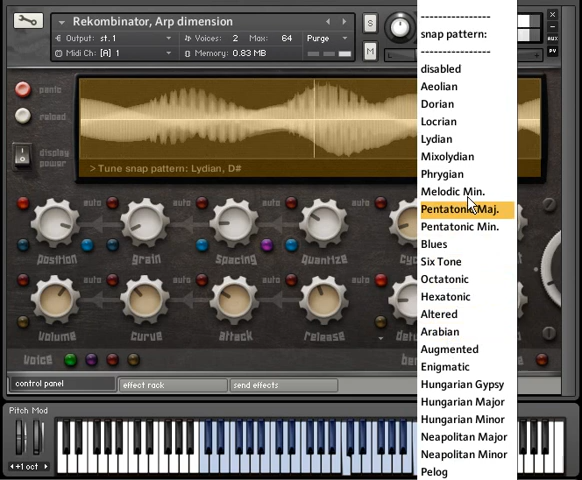 Rekombinator, Arp dimension
Output: st. 1
Voices: 2 Max: 64
Purge
Midi Ch: [A] 1
Memory: 0.83 MB
S
M
L
AUX
PV
panic
reload
display
power
> Tune snap pattern: Lydian, D#
auto
auto
auto
auto
position
grain
spacing
quantize
auto
auto
auto
volume
curve
attack
release
voice
control panel
effect rack
send effects
Pitch Mod
+1 oct
------------------
snap pattern:
------------------
disabled
Aeolian
Dorian
Locrian
Lydian
Mixolydian
Phrygian
Melodic Min.
Pentatonic Maj.
Pentatonic Min.
Blues
Six Tone
Octatonic
Hexatonic
Altered
Arabian
Augmented
Enigmatic
Hungarian Gypsy
Hungarian Major
Hungarian Minor
Neapolitan Major
Neapolitan Minor
Pelog